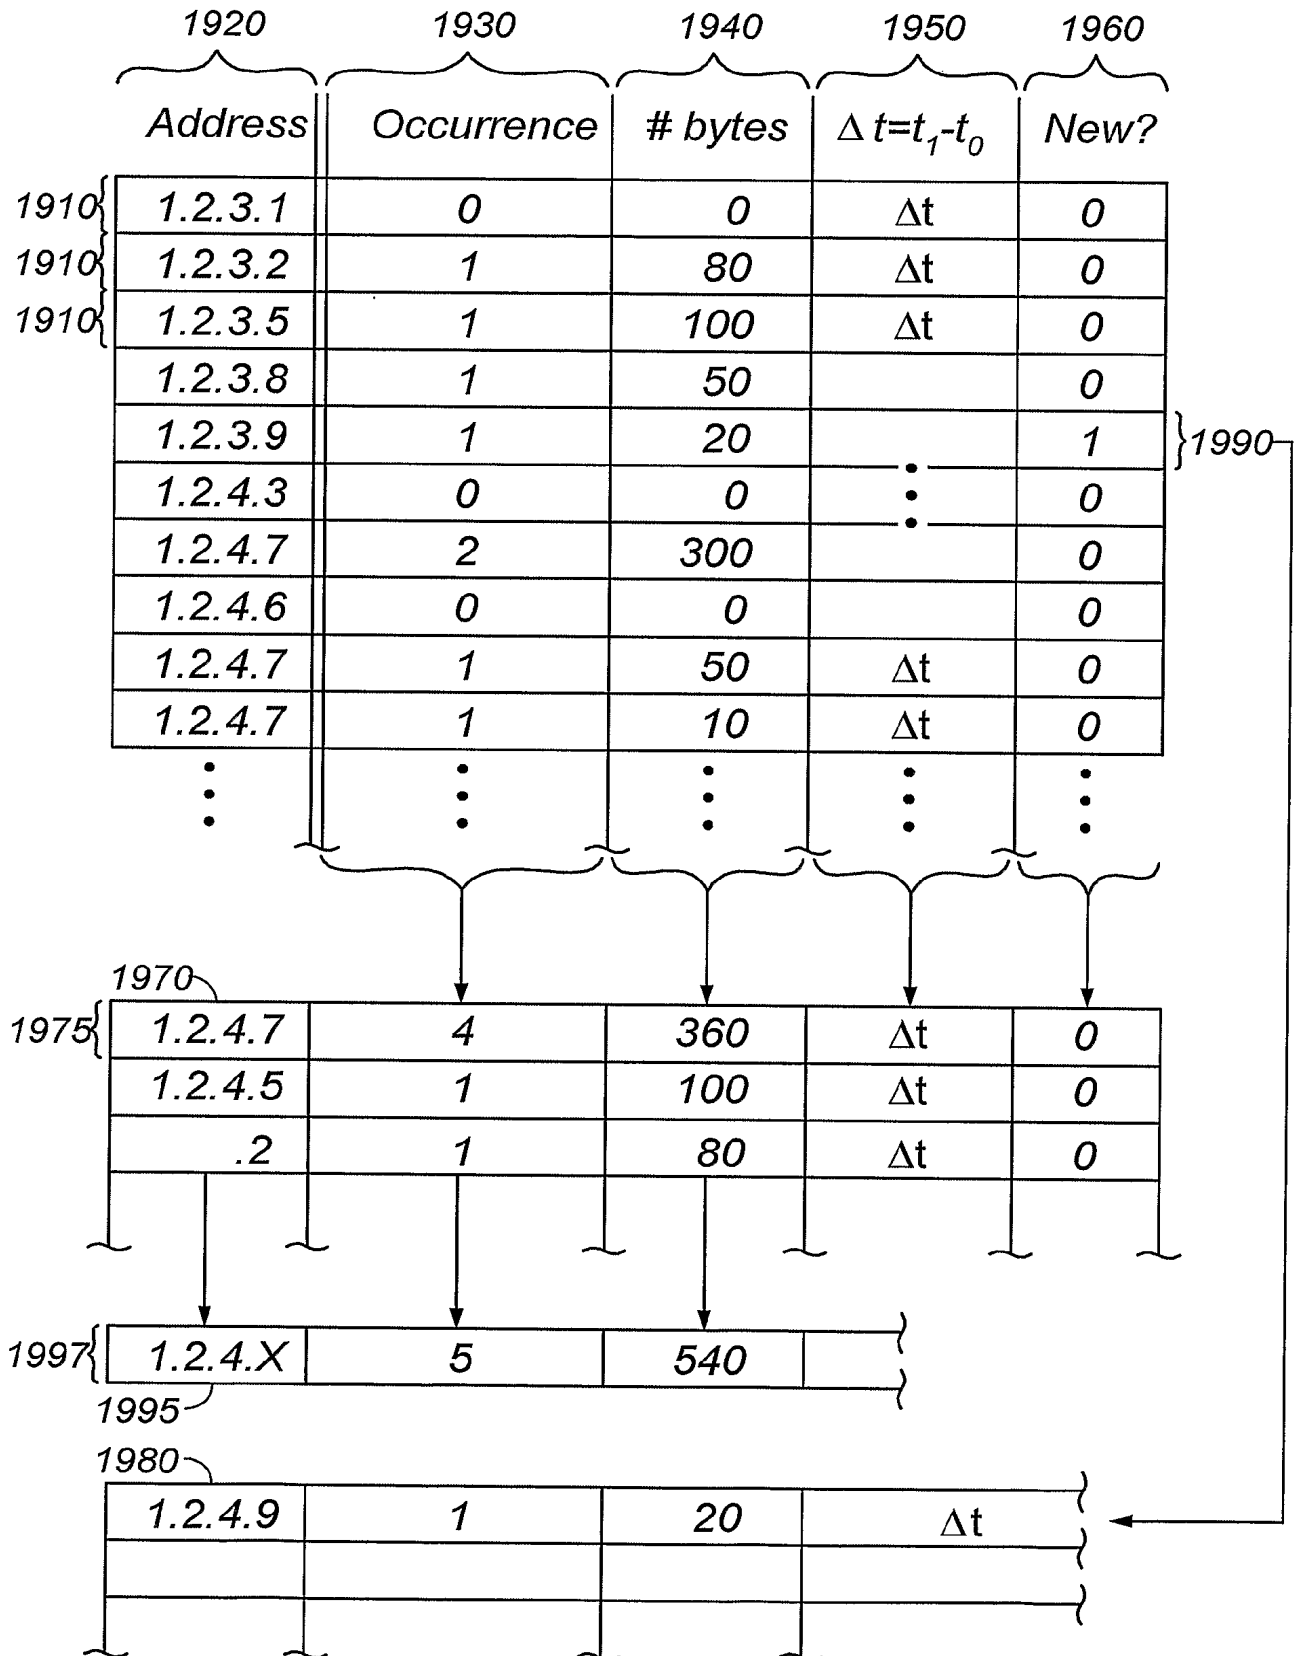 1920 1930 1940 1950 1960
Address Occurrence # bytes Δ t=t₁-t₀ New?
1910 1.2.3.1 0 0 Δt 0
1910 1.2.3.2 1 80 Δt 0
1910 1.2.3.5 1 100 Δt 0
1.2.3.8 1 50 0
1.2.3.9 1 20 1 1990
1.2.4.3 0 0 0
1.2.4.7 2 300 0
1.2.4.6 0 0 0
1.2.4.7 1 50 Δt 0
1.2.4.7 1 10 Δt 0
1970
1975 1.2.4.7 4 360 Δt 0
1.2.4.5 1 100 Δt 0
.2 1 80 Δt 0
1997 1.2.4.X 5 540
1995
1980
1.2.4.9 1 20 Δt